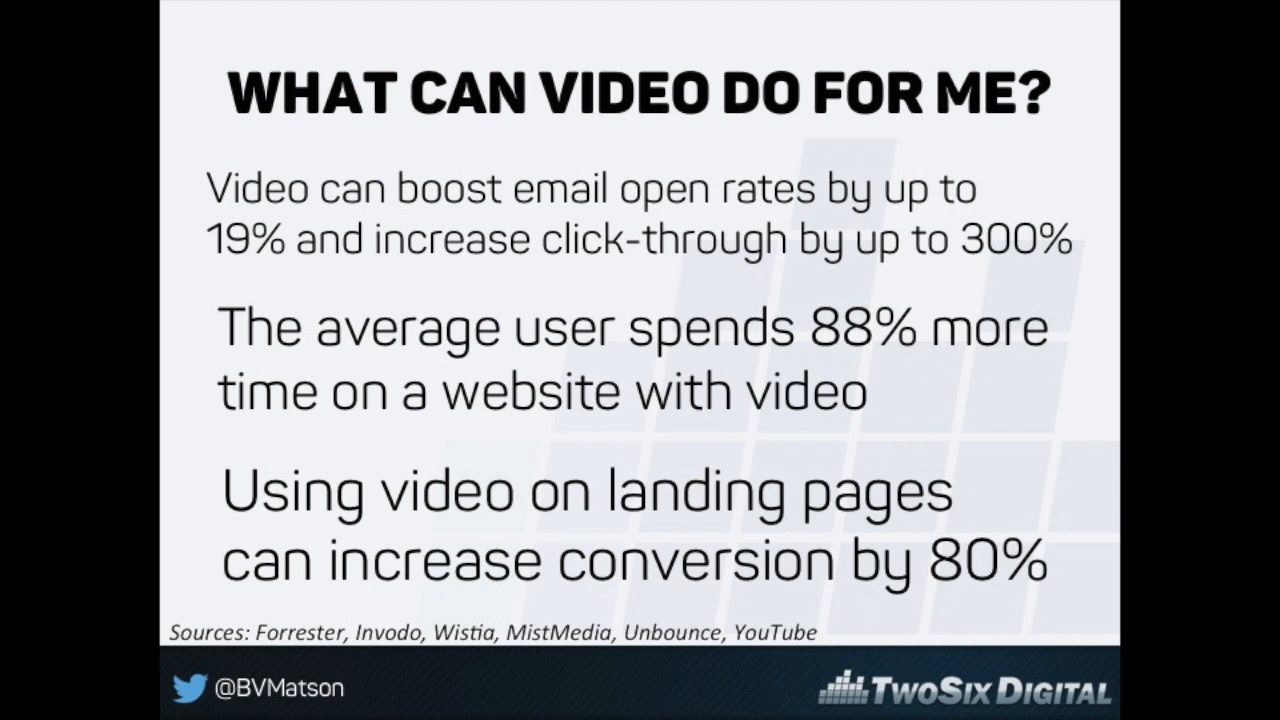 WHAT CAN VIDEO DO FOR ME?
Video can boost email open rates by up to
19% and increase click-through by up to 300%
The average user spends 88% more
time on a website with video
Using video on landing pages
can increase conversion by 80%
Sources: Forrester, Invodo, Wistia, MistMedia, Unbounce, YouTube
@BVMatson
TWOSIX DIGITAL